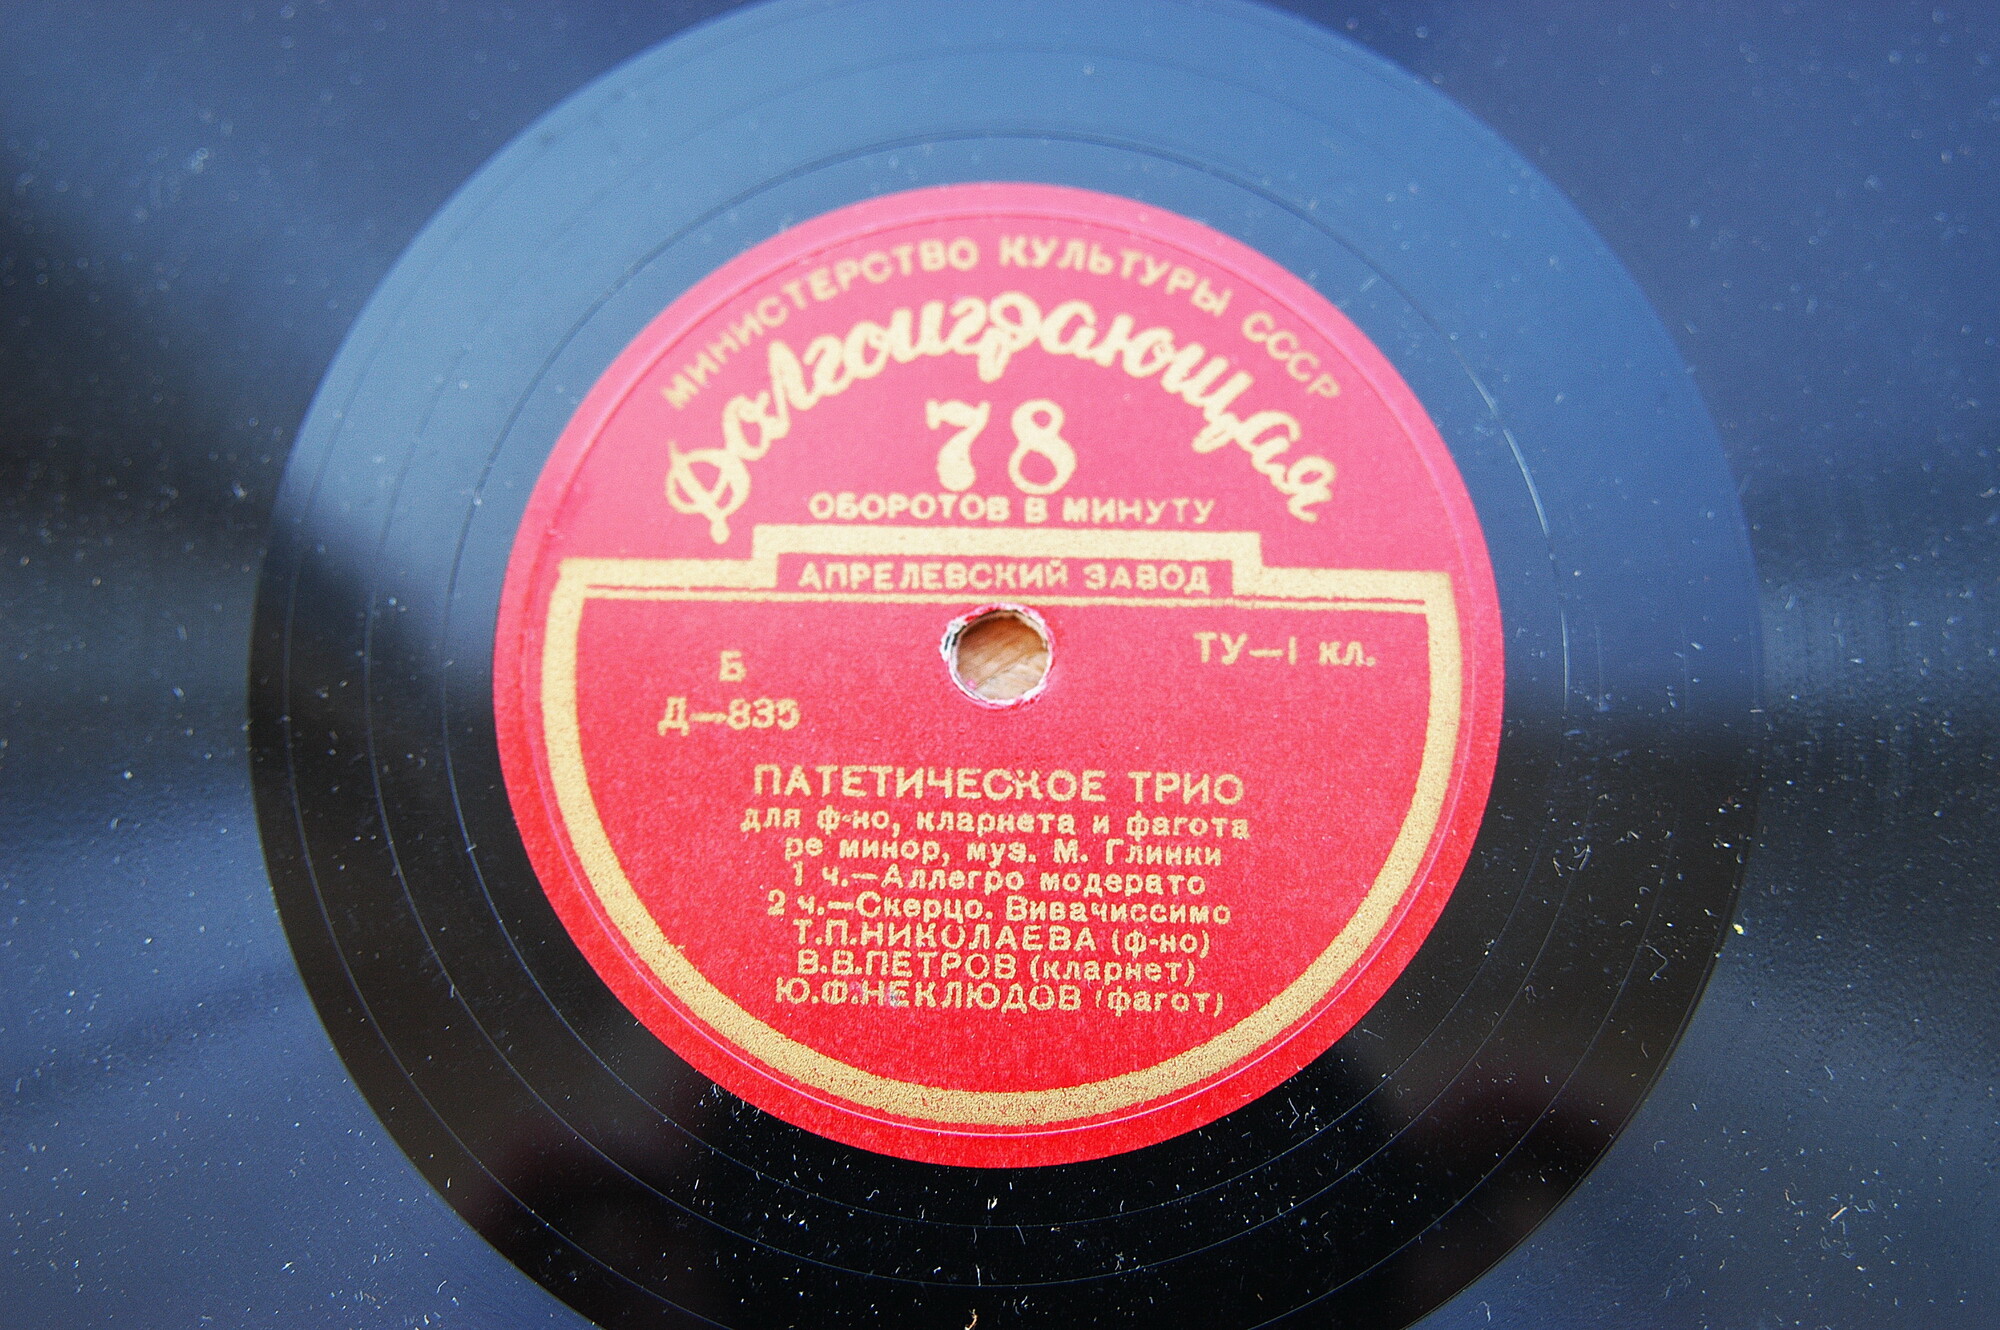 МИНИСТЕРСТВО КУЛЬТУРЫ СССР
Долгоиграющая
78
ОБОРОТОВ В МИНУТУ
АПРЕЛЕВСКИЙ ЗАВОД
Б
Д—835
ТУ—1 кл.
ПАТЕТИЧЕСКОЕ ТРИО
для ф-но, кларнета и фагота
ре минор, муз. М. Глинки
1 ч.—Аллегро модерато
2 ч.—Скерцо. Вивачиссимо
Т.П.НИКОЛАЕВА (ф-но)
В.В.ПЕТРОВ (кларнет)
Ю.Ф.НЕКЛЮДОВ (фагот)